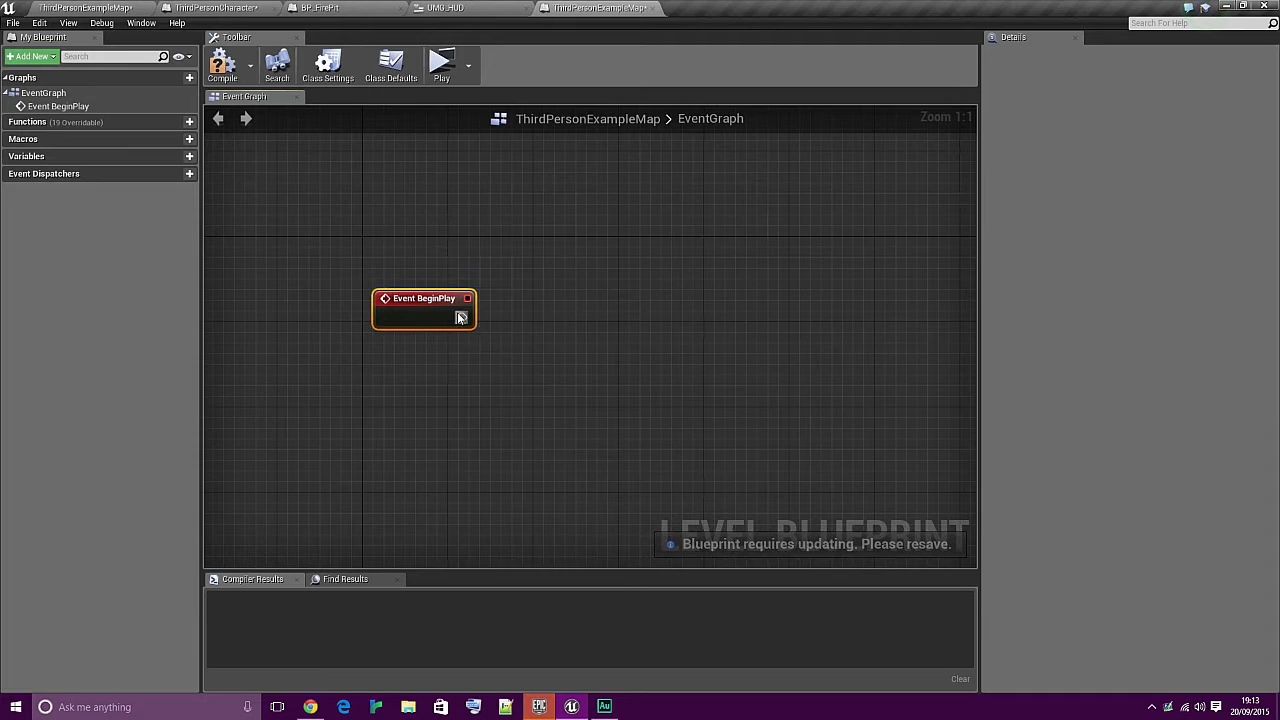 ThirdPersonExampleMap*
ThirdPersonCharacter*
BP_FirePit
UMG_HUD
ThirdPersonExampleMap*
File Edit View Debug Window Help
Search For Help
My Blueprint
Toolbar
Details
Add New
Search
Compile
Search
Class Settings
Class Defaults
Play
Graphs
EventGraph
Event BeginPlay
Functions (19 Overridable)
Macros
Variables
Event Dispatchers
Event Graph
ThirdPersonExampleMap > EventGraph
Zoom 1:1
Event BeginPlay
LEVEL BLUEPRINT
Blueprint requires updating. Please resave.
Compiler Results
Find Results
Clear
Ask me anything
EPIC
Au
19:13
20/09/2015